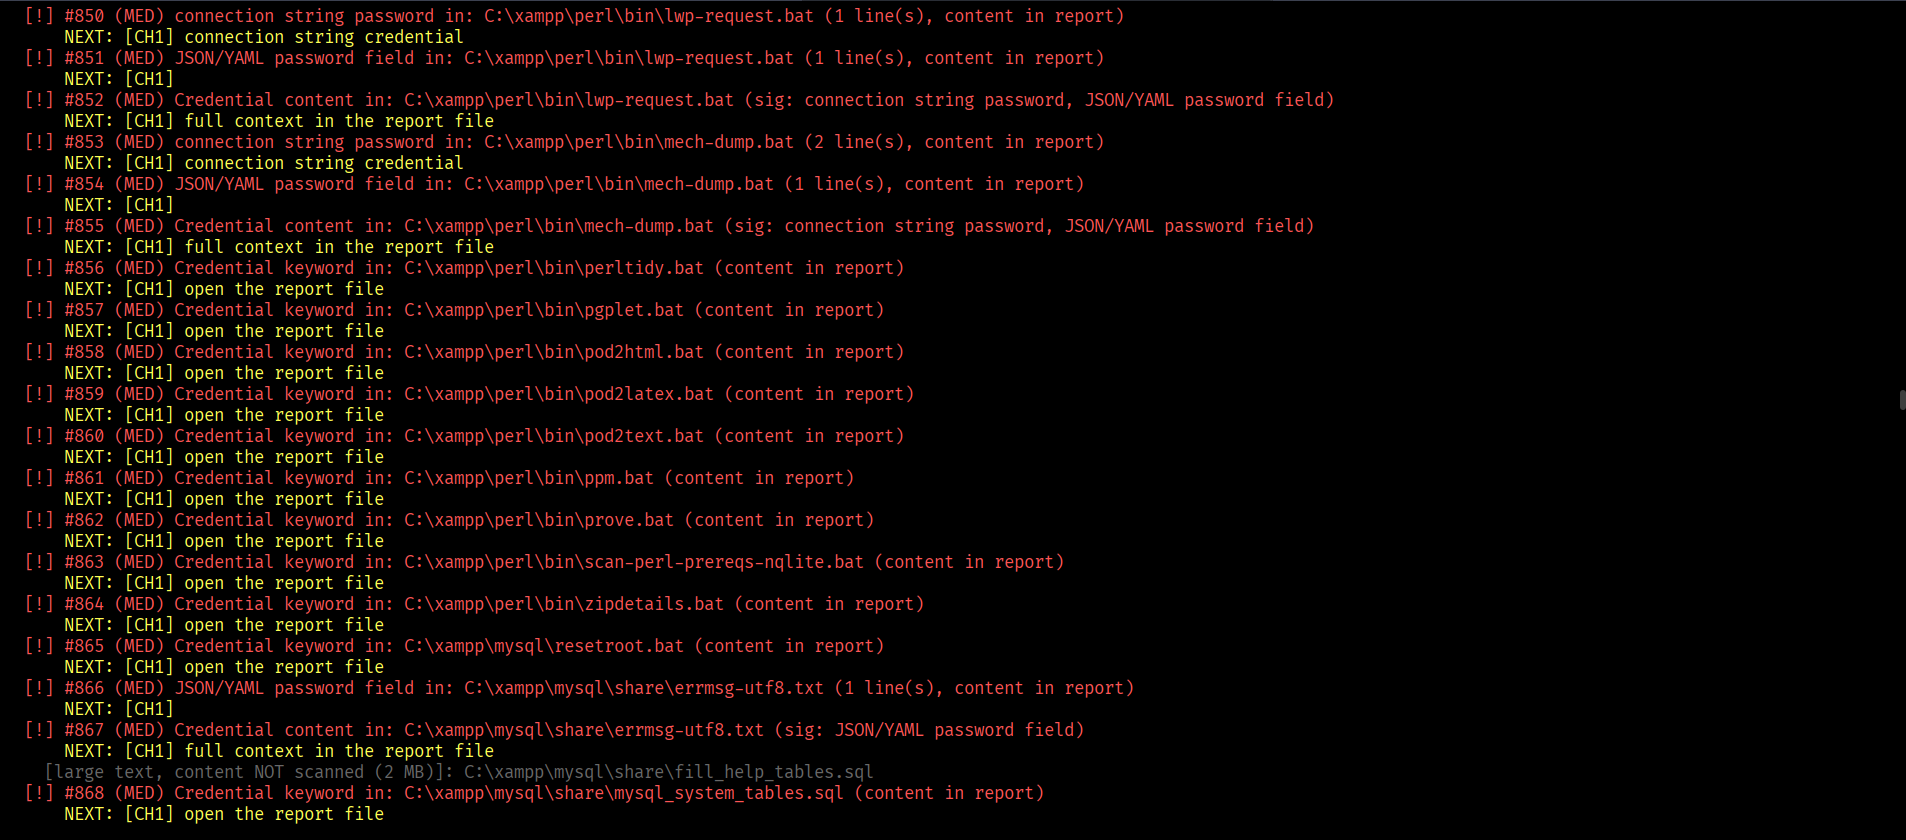 [!] #850 (MED) connection string password in: C:\xampp\perl\bin\lwp-request.bat (1 line(s), content in report)
NEXT: [CH1] connection string credential
[!] #851 (MED) JSON/YAML password field in: C:\xampp\perl\bin\lwp-request.bat (1 line(s), content in report)
NEXT: [CH1]
[!] #852 (MED) Credential content in: C:\xampp\perl\bin\lwp-request.bat (sig: connection string password, JSON/YAML password field)
NEXT: [CH1] full context in the report file
[!] #853 (MED) connection string password in: C:\xampp\perl\bin\mech-dump.bat (2 line(s), content in report)
NEXT: [CH1] connection string credential
[!] #854 (MED) JSON/YAML password field in: C:\xampp\perl\bin\mech-dump.bat (1 line(s), content in report)
NEXT: [CH1]
[!] #855 (MED) Credential content in: C:\xampp\perl\bin\mech-dump.bat (sig: connection string password, JSON/YAML password field)
NEXT: [CH1] full context in the report file
[!] #856 (MED) Credential keyword in: C:\xampp\perl\bin\perltidy.bat (content in report)
NEXT: [CH1] open the report file
[!] #857 (MED) Credential keyword in: C:\xampp\perl\bin\pgplet.bat (content in report)
NEXT: [CH1] open the report file
[!] #858 (MED) Credential keyword in: C:\xampp\perl\bin\pod2html.bat (content in report)
NEXT: [CH1] open the report file
[!] #859 (MED) Credential keyword in: C:\xampp\perl\bin\pod2latex.bat (content in report)
NEXT: [CH1] open the report file
[!] #860 (MED) Credential keyword in: C:\xampp\perl\bin\pod2text.bat (content in report)
NEXT: [CH1] open the report file
[!] #861 (MED) Credential keyword in: C:\xampp\perl\bin\ppm.bat (content in report)
NEXT: [CH1] open the report file
[!] #862 (MED) Credential keyword in: C:\xampp\perl\bin\prove.bat (content in report)
NEXT: [CH1] open the report file
[!] #863 (MED) Credential keyword in: C:\xampp\perl\bin\scan-perl-prereqs-nqlite.bat (content in report)
NEXT: [CH1] open the report file
[!] #864 (MED) Credential keyword in: C:\xampp\perl\bin\zipdetails.bat (content in report)
NEXT: [CH1] open the report file
[!] #865 (MED) Credential keyword in: C:\xampp\mysql\resetroot.bat (content in report)
NEXT: [CH1] open the report file
[!] #866 (MED) JSON/YAML password field in: C:\xampp\mysql\share\errmsg-utf8.txt (1 line(s), content in report)
NEXT: [CH1]
[!] #867 (MED) Credential content in: C:\xampp\mysql\share\errmsg-utf8.txt (sig: JSON/YAML password field)
NEXT: [CH1] full context in the report file
[large text, content NOT scanned (2 MB)]: C:\xampp\mysql\share\fill_help_tables.sql
[!] #868 (MED) Credential keyword in: C:\xampp\mysql\share\mysql_system_tables.sql (content in report)
NEXT: [CH1] open the report file